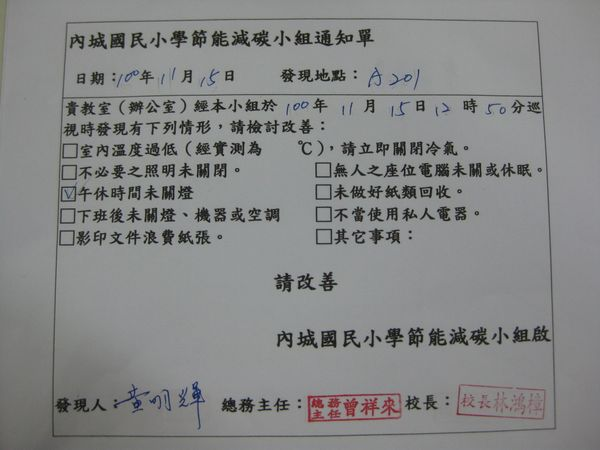 內城國民小學節能減碳小組通知單
日期：100年 11月 15日 發現地點：A201
貴教室（辦公室）經本小組於 100年 11月 15日 12時 50分巡
視時發現有下列情形，請檢討改善：
□室內溫度過低（經實測為 ℃），請立即關閉冷氣。
□不必要之照明未關閉。 □無人之座位電腦未關或休眠。
☑午休時間未關燈 □未做好紙類回收。
□下班後未關燈、機器或空調 □不當使用私人電器。
□影印文件浪費紙張。 □其它事項：
請改善
內城國民小學節能減碳小組啟
發現人：黃明輝 總務主任：總務主任曾祥來 校長：校長林鴻樟